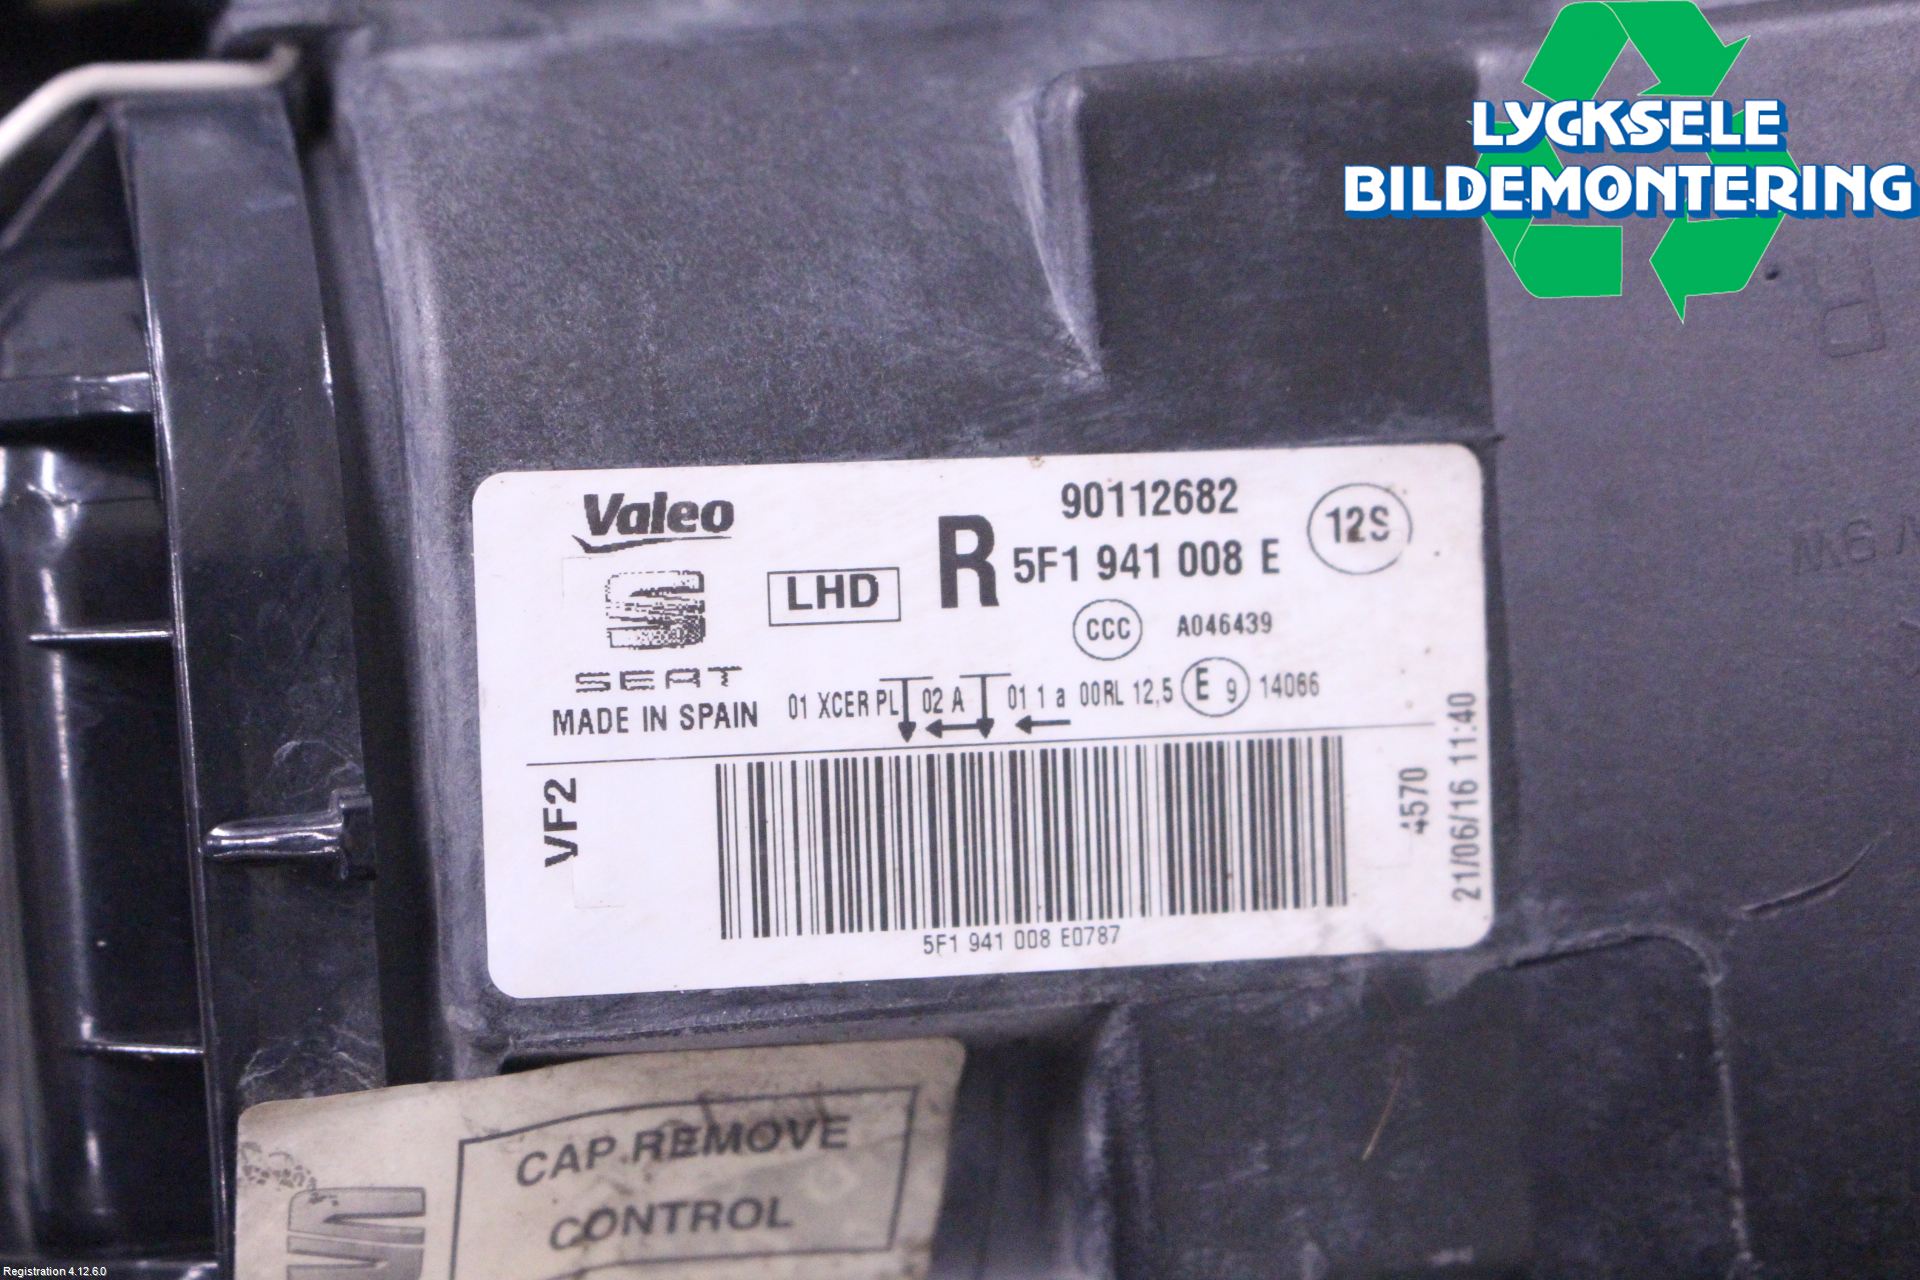 LYCKSELE
BILDEMONTERING
Valeo
SEAT
MADE IN SPAIN
LHD
R
90112682
5F1 941 008 E
12S
CCC A046439
01 XCER PL 02 A 01 1 a 00RL 12,5 E 9 14066
VF2
5F1 941 008 E0787
4570
21/06/16 11:40
CAP REMOVE
CONTROL
Registration 4.12.6.0